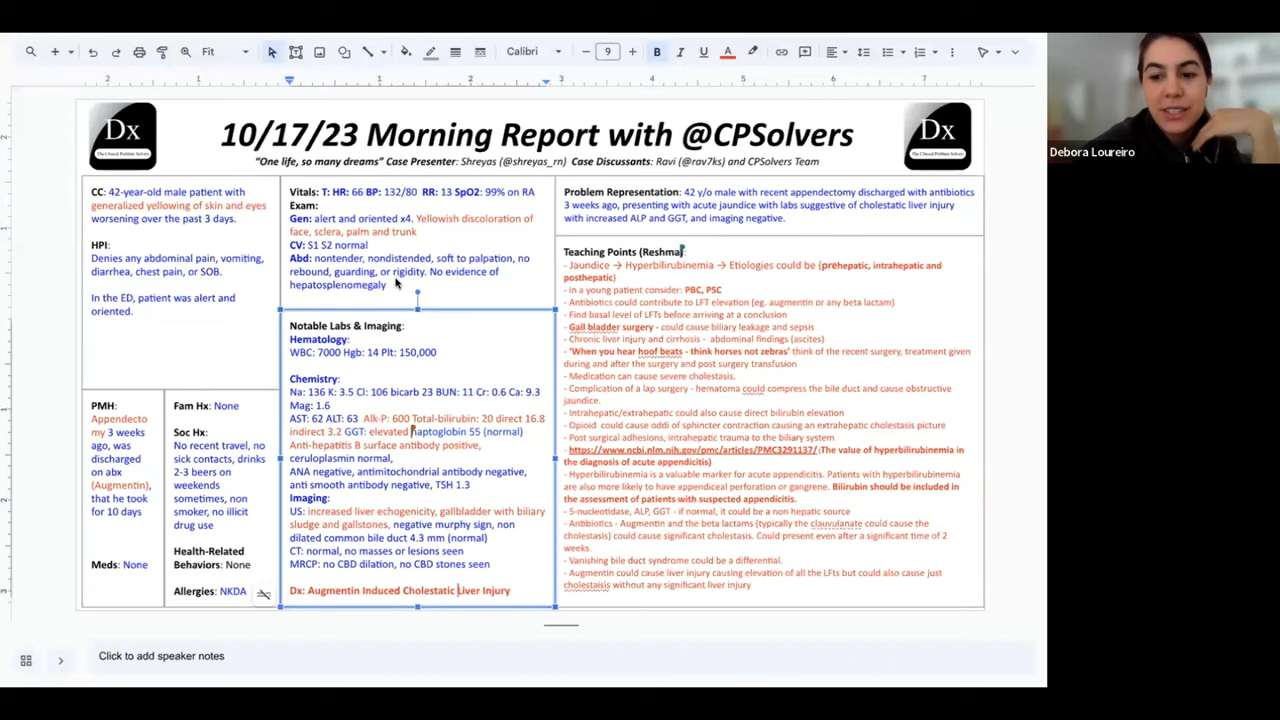 Fit
Calibri
9
B
I
U
A
2
1
1
2
3
4
5
6
7
Dx
The Clinical Problem Solvers
10/17/23 Morning Report with @CPSolvers
"One life, so many dreams" Case Presenter: Shreyas (@shreyas_rn) Case Discussants: Ravi (@rav7ks) and CPSolvers Team
Dx
The Clinical Problem Solvers
CC: 42-year-old male patient with
generalized yellowing of skin and eyes
worsening over the past 3 days.
HPI:
Denies any abdominal pain, vomiting,
diarrhea, chest pain, or SOB.
In the ED, patient was alert and
oriented.
PMH:
Appendecto
my 3 weeks
ago, was
discharged
on abx
(Augmentin),
that he took
for 10 days
Meds: None
Fam Hx: None
Soc Hx:
No recent travel, no
sick contacts, drinks
2-3 beers on
weekends
sometimes, non
smoker, no illicit
drug use
Health-Related
Behaviors: None
Allergies: NKDA
Vitals: T: HR: 66 BP: 132/80 RR: 13 SpO2: 99% on RA
Exam:
Gen: alert and oriented x4. Yellowish discoloration of
face, sclera, palm and trunk
CV: S1 S2 normal
Abd: nontender, nondistended, soft to palpation, no
rebound, guarding, or rigidity. No evidence of
hepatosplenomegaly
Notable Labs & Imaging:
Hematology:
WBC: 7000 Hgb: 14 Plt: 150,000
Chemistry:
Na: 136 K: 3.5 Cl: 106 bicarb 23 BUN: 11 Cr: 0.6 Ca: 9.3
Mag: 1.6
AST: 62 ALT: 63 Alk-P: 600 Total-bilirubin: 20 direct 16.8
indirect 3.2 GGT: elevated haptoglobin 55 (normal)
Anti-hepatitis B surface antibody positive,
ceruloplasmin normal,
ANA negative, antimitochondrial antibody negative,
anti smooth antibody negative, TSH 1.3
Imaging:
US: increased liver echogenicity, gallbladder with biliary
sludge and gallstones, negative murphy sign, non
dilated common bile duct 4.3 mm (normal)
CT: normal, no masses or lesions seen
MRCP: no CBD dilation, no CBD stones seen
Dx: Augmentin Induced Cholestatic Liver Injury
Problem Representation: 42 y/o male with recent appendectomy discharged with antibiotics
3 weeks ago, presenting with acute jaundice with labs suggestive of cholestatic liver injury
with increased ALP and GGT, and imaging negative.
Teaching Points (Reshma):
- Jaundice → Hyperbilirubinemia → Etiologies could be (prehepatic, intrahepatic and
posthepatic)
- in a young patient consider: PBC, PSC
- Antibiotics could contribute to LFT elevation (eg. augmentin or any beta lactam)
- Find basal level of LFTs before arriving at a conclusion
- Gall bladder surgery - could cause biliary leakage and sepsis
- Chronic liver injury and cirrhosis - abdominal findings (ascites)
- 'When you hear hoof beats - think horses not zebras' think of the recent surgery, treatment given
during and after the surgery and post surgery transfusion
- Medication can cause severe cholestasis.
- Complication of a lap surgery - hematoma could compress the bile duct and cause obstructive
jaundice.
- Intrahepatic/extrahepatic could also cause direct bilirubin elevation
- Opioid could cause oddi of sphincter contraction causing an extrahepatic cholestasis picture
- Post surgical adhesions, intrahepatic trauma to the biliary system
- https://www.ncbi.nlm.nih.gov/pmc/articles/PMC3291137/ (The value of hyperbilirubinemia in
the diagnosis of acute appendicitis)
- Hyperbilirubinemia is a valuable marker for acute appendicitis. Patients with hyperbilirubinemia
are also more likely to have appendiceal perforation or gangrene. Bilirubin should be included in
the assessment of patients with suspected appendicitis.
- 5-nucleotidase, ALP, GGT - if normal, it could be a non hepatic source
- Antibiotics - Augmentin and the beta lactams (typically the clauvulanate could cause the
cholestasis) could cause significant cholestasis. Could present even after a significant time of 2
weeks.
- Vanishing bile duct syndrome could be a differential.
- Augmentin could cause liver injury causing elevation of all the LFTs but could also cause just
cholestaisis without any significant liver injury
Click to add speaker notes
Debora Loureiro